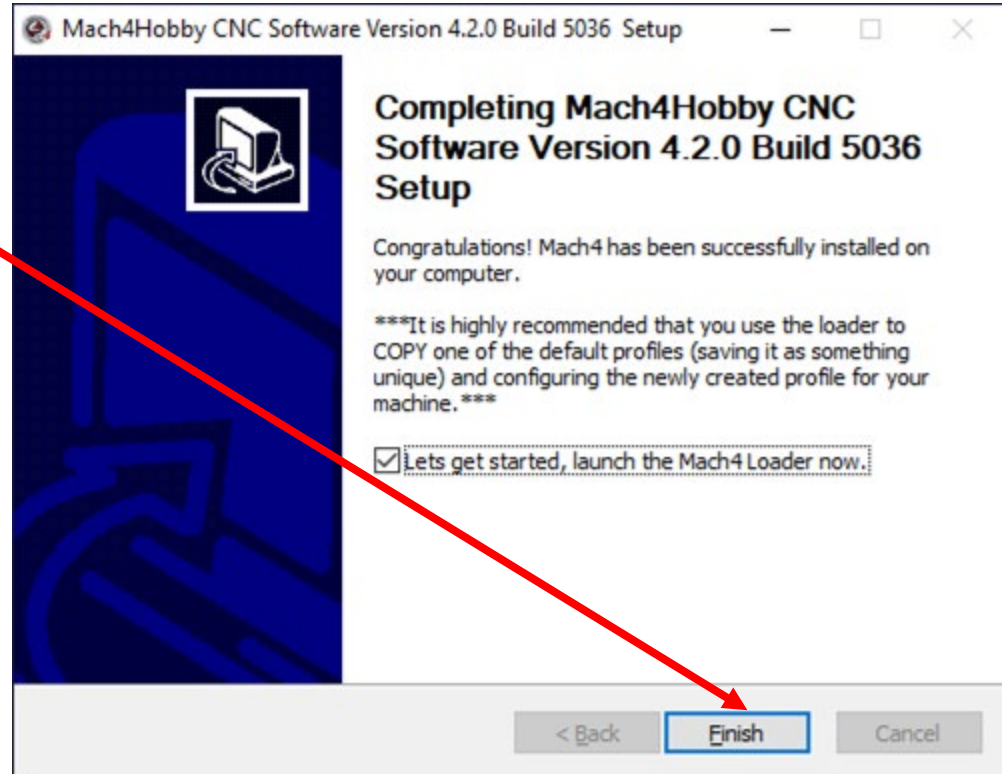 Mach4Hobby CNC Software Version 4.2.0 Build 5036 Setup
Completing Mach4Hobby CNC
Software Version 4.2.0 Build 5036
Setup
Congratulations! Mach4 has been successfully installed on
your computer.
***It is highly recommended that you use the loader to
COPY one of the default profiles (saving it as something
unique) and configuring the newly created profile for your
machine.***
Lets get started, launch the Mach4 Loader now.
< Back Finish Cancel